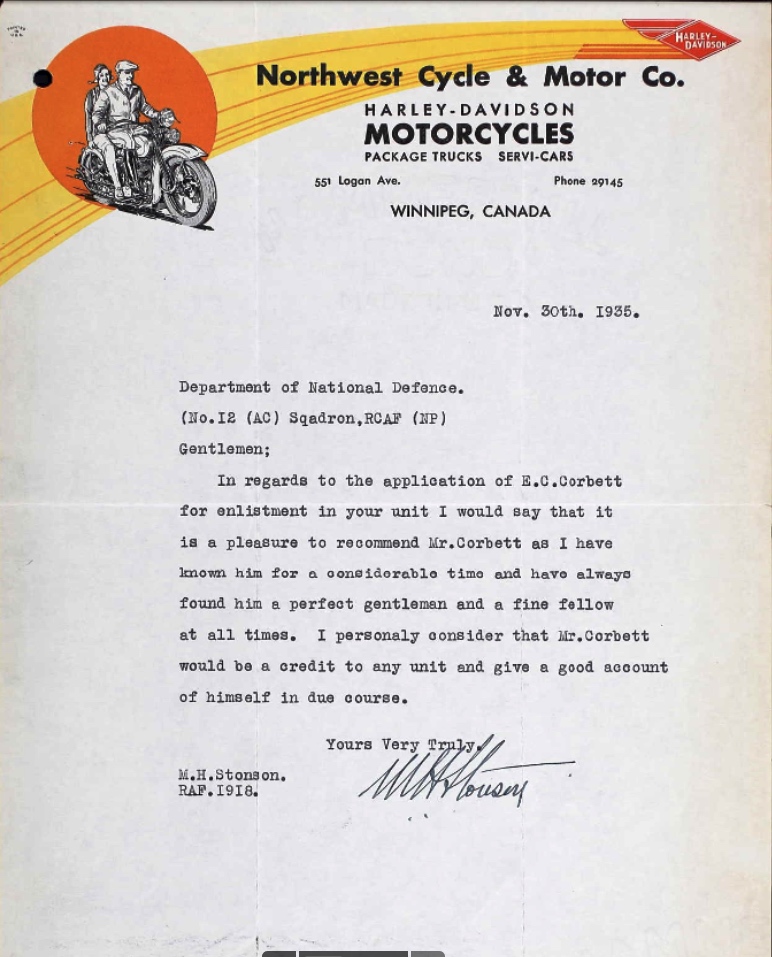 PRINTED
IN
U.S.A.
HARLEY-
DAVIDSON
Northwest Cycle & Motor Co.
HARLEY-DAVIDSON
MOTORCYCLES
PACKAGE TRUCKS SERVI-CARS
551 Logan Ave. Phone 29145
WINNIPEG, CANADA
Nov. 30th. 1935.
Department of National Defence.
(No.I2 (AC) Sqadron,RCAF (NP)
Gentlemen;
In regards to the application of E.C.Corbett
for enlistment in your unit I would say that it
is a pleasure to recommend Mr.Corbett as I have
known him for a considerable time and have always
found him a perfect gentleman and a fine fellow
at all times. I personaly consider that Mr.Corbett
would be a credit to any unit and give a good account
of himself in due course.
Yours Very Truly.
M.H.Stonson.
RAF.I9I8.